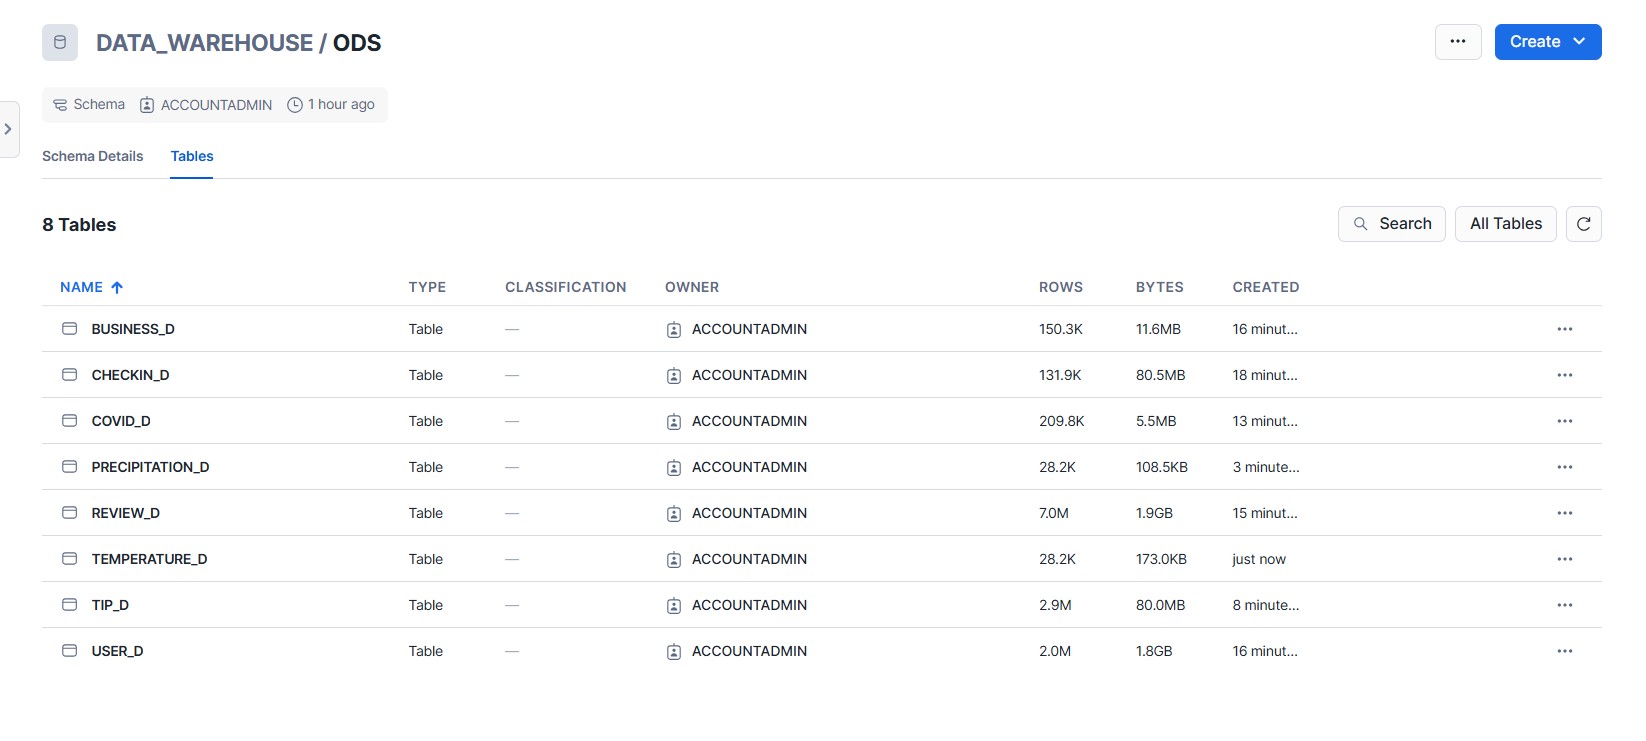 DATA_WAREHOUSE / ODS
... Create
Schema ACCOUNTADMIN 1 hour ago
Schema Details Tables
8 Tables
Search All Tables
NAME TYPE CLASSIFICATION OWNER ROWS BYTES CREATED
BUSINESS_D Table — ACCOUNTADMIN 150.3K 11.6MB 16 minut... ...
CHECKIN_D Table — ACCOUNTADMIN 131.9K 80.5MB 18 minut... ...
COVID_D Table — ACCOUNTADMIN 209.8K 5.5MB 13 minut... ...
PRECIPITATION_D Table — ACCOUNTADMIN 28.2K 108.5KB 3 minute... ...
REVIEW_D Table — ACCOUNTADMIN 7.0M 1.9GB 15 minut... ...
TEMPERATURE_D Table — ACCOUNTADMIN 28.2K 173.0KB just now ...
TIP_D Table — ACCOUNTADMIN 2.9M 80.0MB 8 minute... ...
USER_D Table — ACCOUNTADMIN 2.0M 1.8GB 16 minut... ...